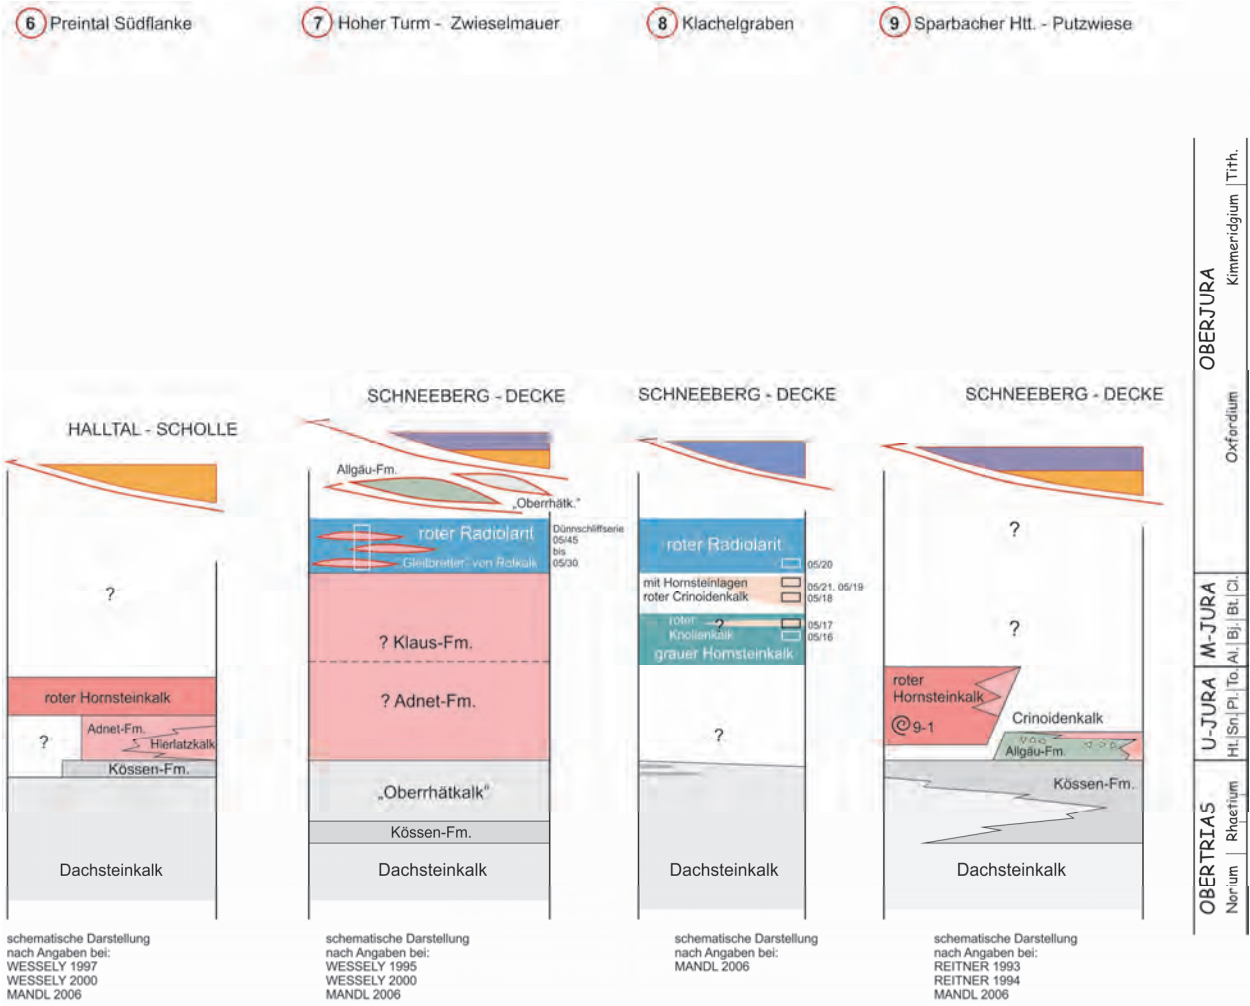 6 Preintal Südflanke
HALLTAL - SCHOLLE
?
roter Hornsteinkalk
Adnet-Fm.
?
Hierlatzkalk
Kössen-Fm.
Dachsteinkalk
schematische Darstellung
nach Angaben bei:
WESSELY 1997
WESSELY 2000
MANDL 2006
7 Hoher Turm - Zwieselmauer
SCHNEEBERG - DECKE
Allgäu-Fm.
„Oberrhätk.“
roter Radiolarit
Gleitbretter von Rotkalk
Dünnschliffserie
05/45
bis
05/30
? Klaus-Fm.
? Adnet-Fm.
„Oberrhätkalk“
Kössen-Fm.
Dachsteinkalk
schematische Darstellung
nach Angaben bei:
WESSELY 1995
WESSELY 2000
MANDL 2006
8 Klachelgraben
SCHNEEBERG - DECKE
roter Radiolarit
05/20
mit Hornsteinlagen
05/21, 05/19
roter Crinoidenkalk
05/18
roter
?
05/17
Knollenkalk
05/16
grauer Hornsteinkalk
?
Dachsteinkalk
schematische Darstellung
nach Angaben bei:
MANDL 2006
9 Sparbacher Htt. - Putzwiese
SCHNEEBERG - DECKE
?
?
roter
Hornsteinkalk
9-1
Crinoidenkalk
Allgäu-Fm.
Kössen-Fm.
Dachsteinkalk
schematische Darstellung
nach Angaben bei:
REITNER 1993
REITNER 1994
MANDL 2006
OBERJURA
Tith.
Kimmeridgium
Oxfordium
M-JURA
Cl.
Bt.
Bj.
Al.
U-JURA
To.
Pl.
Sn.
Ht.
OBERTRIAS
Rhaetium
Norium